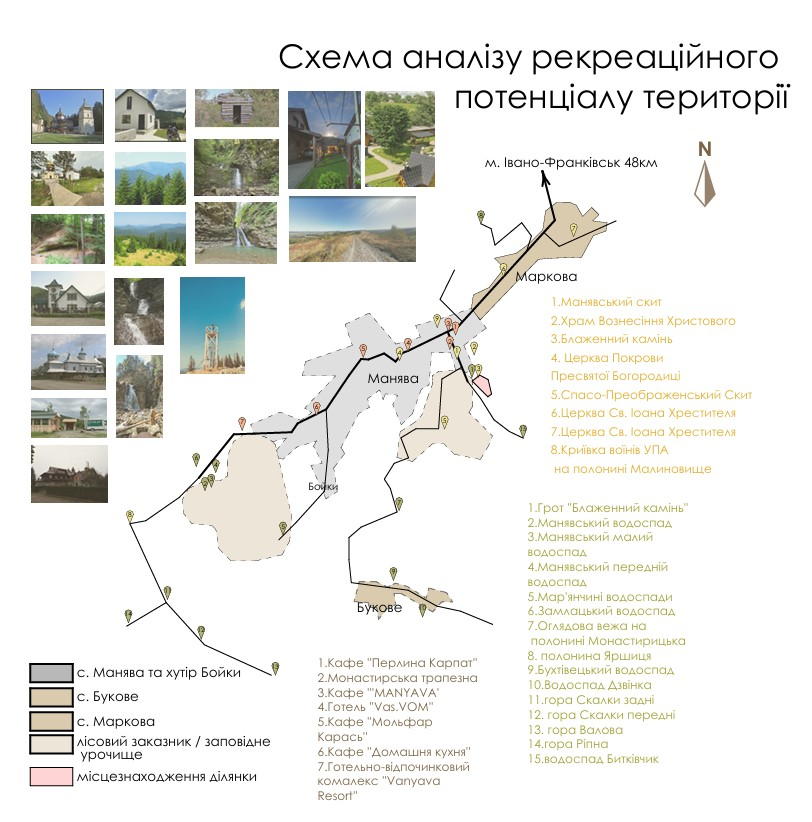 Схема аналізу рекреаційного
потенціалу території
N
м. Івано-Франківськ 48км
Маркова
Манява
Бойки
Букове
1.Манявський скит
2.Храм Вознесіння Христового
3.Блаженний камінь
4. Церква Покрови
Пресвятої Богородиці
5.Спасо-Преображенський Скит
6.Церква Св. Іоана Хрестителя
7.Церква Св. Іоана Хрестителя
8.Криївка воїнів УПА
на полонині Малиновище
1.Грот "Блаженний камінь"
2.Манявський водоспад
3.Манявський малий
водоспад
4.Манявський передній
водоспад
5.Мар'янчині водоспади
6.Замлацький водоспад
7.Оглядова вежа на
полонині Монастирицька
8. полонина Яршиця
9.Бухтівецький водоспад
10.Водоспад Дзвінка
11.гора Скалки задні
12. гора Скалки передні
13. гора Валова
14.гора Ріпна
15.водоспад Битківчик
с. Манява та хутір Бойки
с. Букове
с. Маркова
лісовий заказник / заповідне
урочище
місцезнаходження ділянки
1.Кафе "Перлина Карпат"
2.Монастирська трапезна
3.Кафе "'MANYAVA'
4.Готель "Vas.VOM"
5.Кафе "Мольфар
Карась"
6.Кафе "Домашня кухня"
7.Готельно-відпочинковий
комалекс "Vanyava
Resort"